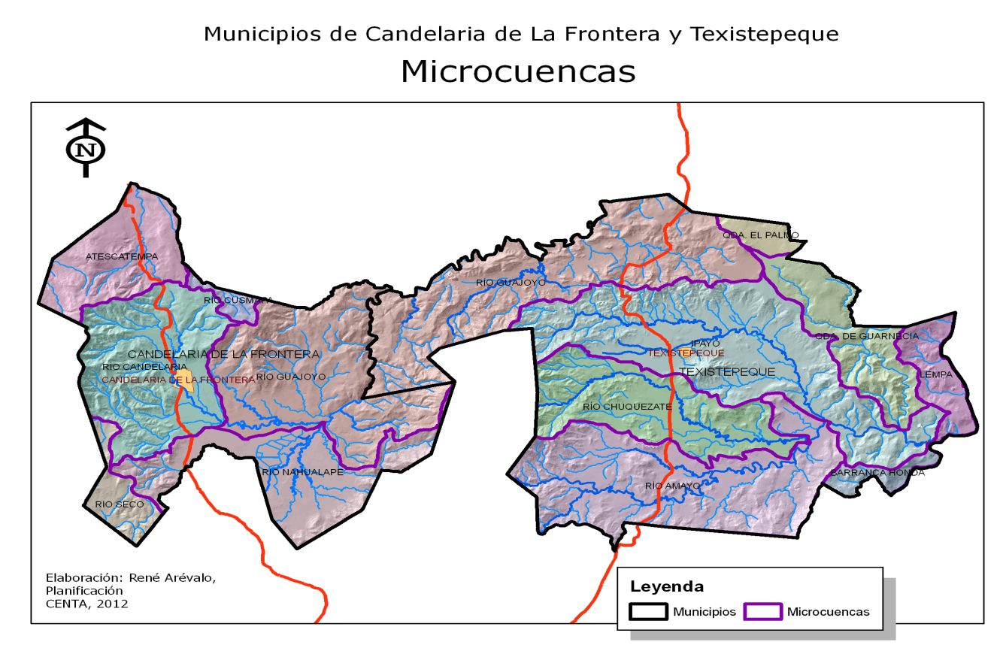 Municipios de Candelaria de La Frontera y Texistepeque
Microcuencas
N
QDA. EL PALMO
ATESCATEMPA
RIO GUAJOYO
RIO CUSMAPA
QDA. DE GUARNECIA
IPAYO
TEXISTEPEQUE
CANDELARIA DE LA FRONTERA
RIO CANDELARIA
TEXISTEPEQUE
LEMPA
RIO GUAJOYO
CANDELARIA DE LA FRONTERA
RIO CHUQUEZATE
RIO NAHUALAPE
BARRANCA HONDA
RIO AMAYO
RIO SECO
Elaboración: René Arévalo,
Planificación
CENTA, 2012
Leyenda
Municipios
Microcuencas